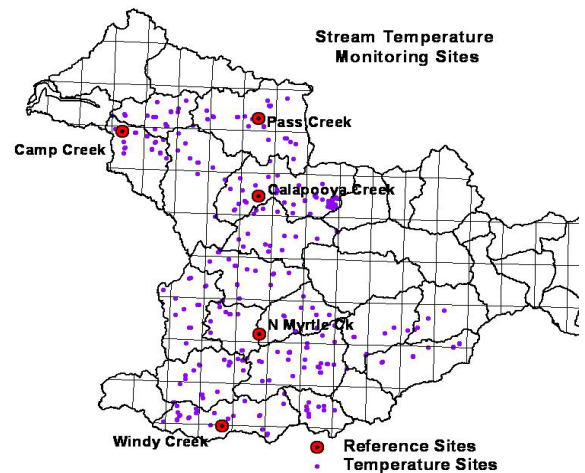 Stream Temperature
Monitoring Sites
Pass Creek
Camp Creek
Calapooya Creek
N Myrtle Ck
Windy Creek
Reference Sites
Temperature Sites